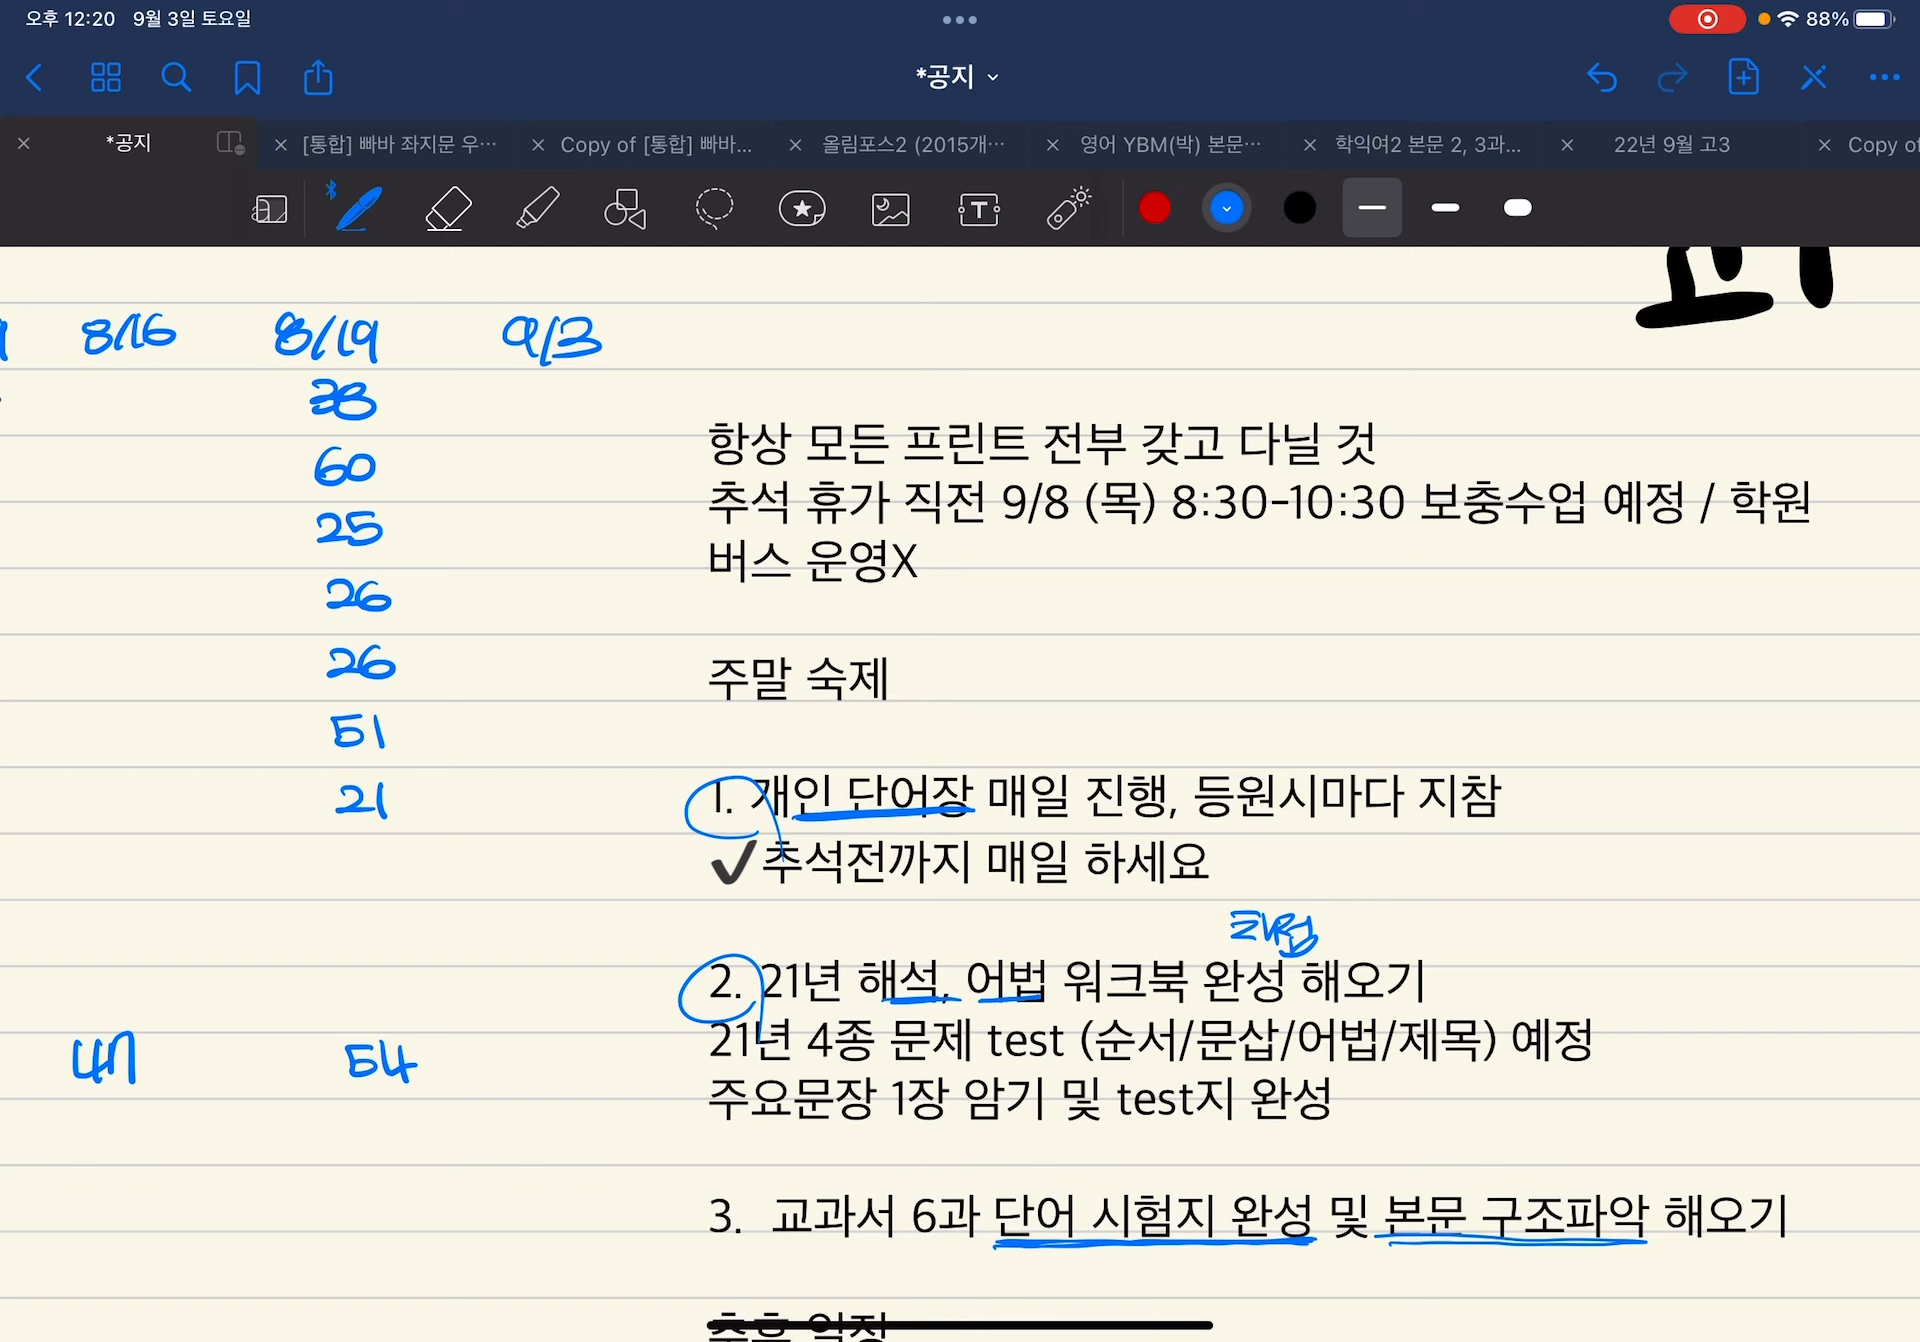 오후 12:20 9월 3일 토요일
88%
*공지
*공지
[통합] 빠바 좌지문 우...
Copy of [통합] 빠바...
올림포스2 (2015개...
영어 YBM(박) 본문...
학익여2 본문 2, 3과...
22년 9월 고3
Copy of
8/16 8/19 9/3
38
60
25
26
26
51
21
47 54
항상 모든 프린트 전부 갖고 다닐 것
추석 휴가 직전 9/8 (목) 8:30-10:30 보충수업 예정 / 학원
버스 운영X
주말 숙제
1. 개인 단어장 매일 진행, 등원시마다 지참
✔추석전까지 매일 하세요
2. 21년 해석, 어법 워크북 완성 해오기
21년 4종 문제 test (순서/문삽/어법/제목) 예정
주요문장 1장 암기 및 test지 완성
3. 교과서 6과 단어 시험지 완성 및 본문 구조파악 해오기